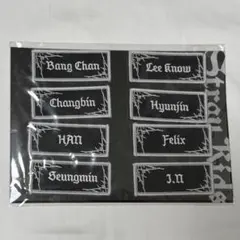 Bang Chan
Lee Know
Changbin
Hyunjin
HAN
Felix
Seungmin
I.N
Stray Kids